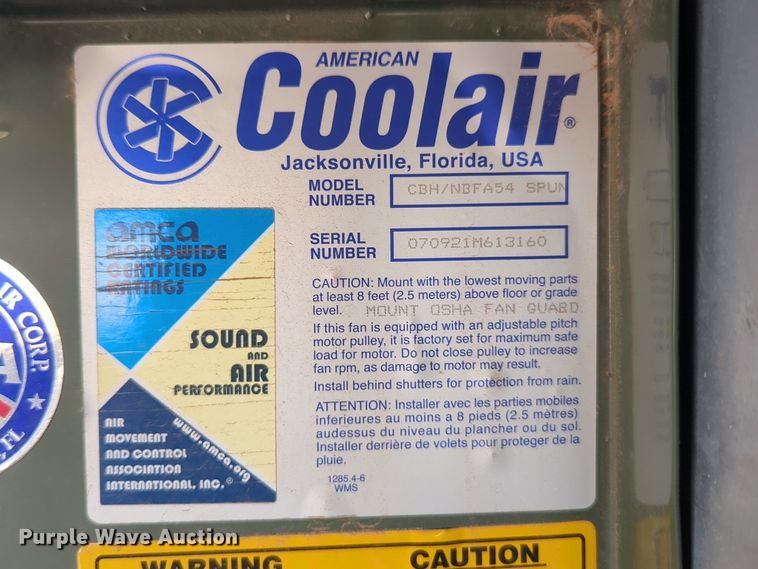 AMERICAN
Coolair®
Jacksonville, Florida, USA
MODEL
NUMBER
CBH/NBFA54 SPUN
SERIAL
NUMBER
070921M613160
CAUTION: Mount with the lowest moving parts
at least 8 feet (2.5 meters) above floor or grade
level. MOUNT OSHA FAN GUARD.
If this fan is equipped with an adjustable pitch
motor pulley, it is factory set for maximum safe
load for motor. Do not close pulley to increase
fan rpm, as damage to motor may result.
Install behind shutters for protection from rain.
ATTENTION: Installer avec les parties mobiles
inferieures au moins a 8 pieds (2.5 mètres)
audessus du niveau du plancher ou du sol.
Installer derrière de volets pour proteger de la
pluie.
1285.4-6
WMS
amca
WORLDWIDE
CERTIFIED
RATINGS
SOUND
AND
AIR
PERFORMANCE
AIR
MOVEMENT
AND CONTROL
ASSOCIATION
INTERNATIONAL, INC.®
www.amca.org
IR CORP.
, FL
Purple Wave Auction
WARNING
CAUTION